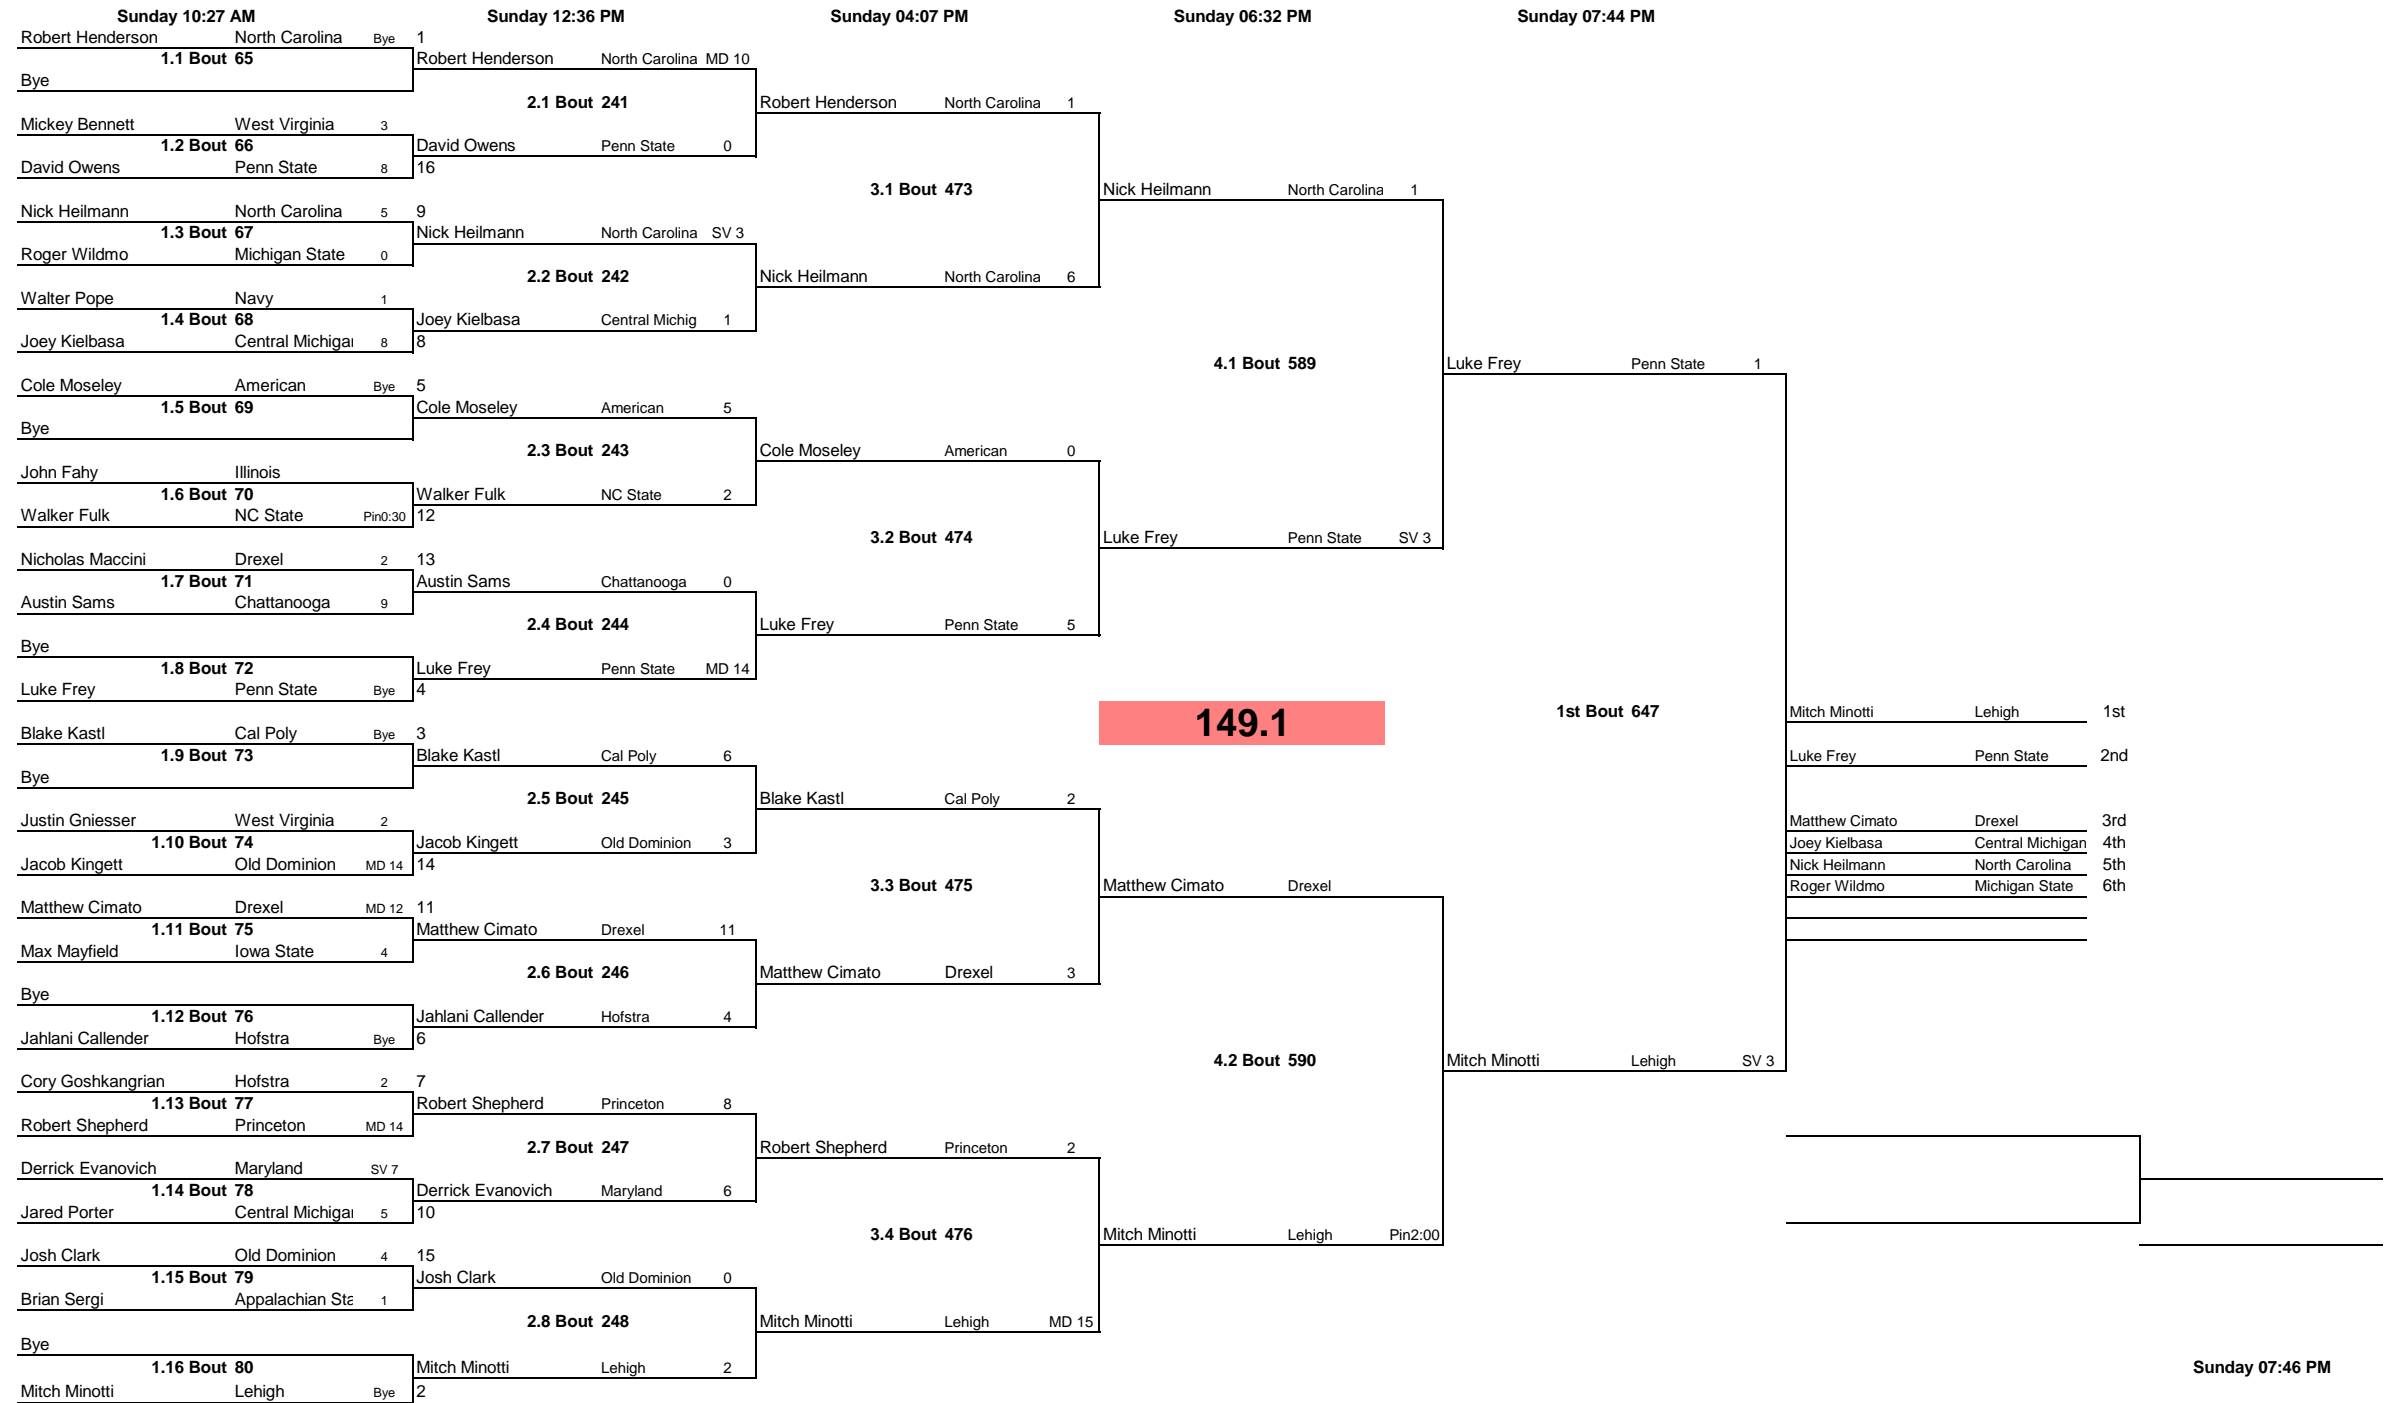 Sunday 10:27 AM Sunday 12:36 PM Sunday 04:07 PM Sunday 06:32 PM Sunday 07:44 PM
Robert Henderson North Carolina Bye 1
1.1 Bout 65 Robert Henderson North Carolina MD 10
Bye
2.1 Bout 241 Robert Henderson North Carolina 1
Mickey Bennett West Virginia 3
1.2 Bout 66 David Owens Penn State 0
David Owens Penn State 8 16
3.1 Bout 473 Nick Heilmann North Carolina 1
Nick Heilmann North Carolina 5 9
1.3 Bout 67 Nick Heilmann North Carolina SV 3
Roger Wildmo Michigan State 0
2.2 Bout 242 Nick Heilmann North Carolina 6
Walter Pope Navy 1
1.4 Bout 68 Joey Kielbasa Central Michig 1
Joey Kielbasa Central Michigan 8 8
4.1 Bout 589 Luke Frey Penn State 1
Cole Moseley American Bye 5
1.5 Bout 69 Cole Moseley American 5
Bye
2.3 Bout 243 Cole Moseley American 0
John Fahy Illinois
1.6 Bout 70 Walker Fulk NC State 2
Walker Fulk NC State Pin0:30 12
3.2 Bout 474 Luke Frey Penn State SV 3
Nicholas Maccini Drexel 2 13
1.7 Bout 71 Austin Sams Chattanooga 0
Austin Sams Chattanooga 9
2.4 Bout 244 Luke Frey Penn State 5
Bye
1.8 Bout 72 Luke Frey Penn State MD 14
Luke Frey Penn State Bye 4
149.1 1st Bout 647 Mitch Minotti Lehigh 1st
Blake Kastl Cal Poly Bye 3
1.9 Bout 73 Blake Kastl Cal Poly 6 Luke Frey Penn State 2nd
Bye
2.5 Bout 245 Blake Kastl Cal Poly 2
Justin Gniesser West Virginia 2 Matthew Cimato Drexel 3rd
1.10 Bout 74 Jacob Kingett Old Dominion 3 Joey Kielbasa Central Michigan 4th
Jacob Kingett Old Dominion MD 14 14 Nick Heilmann North Carolina 5th
3.3 Bout 475 Matthew Cimato Drexel Roger Wildmo Michigan State 6th
Matthew Cimato Drexel MD 12 11
1.11 Bout 75 Matthew Cimato Drexel 11
Max Mayfield Iowa State 4
2.6 Bout 246 Matthew Cimato Drexel 3
Bye
1.12 Bout 76 Jahlani Callender Hofstra 4
Jahlani Callender Hofstra Bye 6
4.2 Bout 590 Mitch Minotti Lehigh SV 3
Cory Goshkangrian Hofstra 2 7
1.13 Bout 77 Robert Shepherd Princeton 8
Robert Shepherd Princeton MD 14
2.7 Bout 247 Robert Shepherd Princeton 2
Derrick Evanovich Maryland SV 7
1.14 Bout 78 Derrick Evanovich Maryland 6
Jared Porter Central Michigan 5 10
3.4 Bout 476 Mitch Minotti Lehigh Pin2:00
Josh Clark Old Dominion 4 15
1.15 Bout 79 Josh Clark Old Dominion 0
Brian Sergi Appalachian Sta 1
2.8 Bout 248 Mitch Minotti Lehigh MD 15
Bye
1.16 Bout 80 Mitch Minotti Lehigh 2 Sunday 07:46 PM
Mitch Minotti Lehigh Bye 2